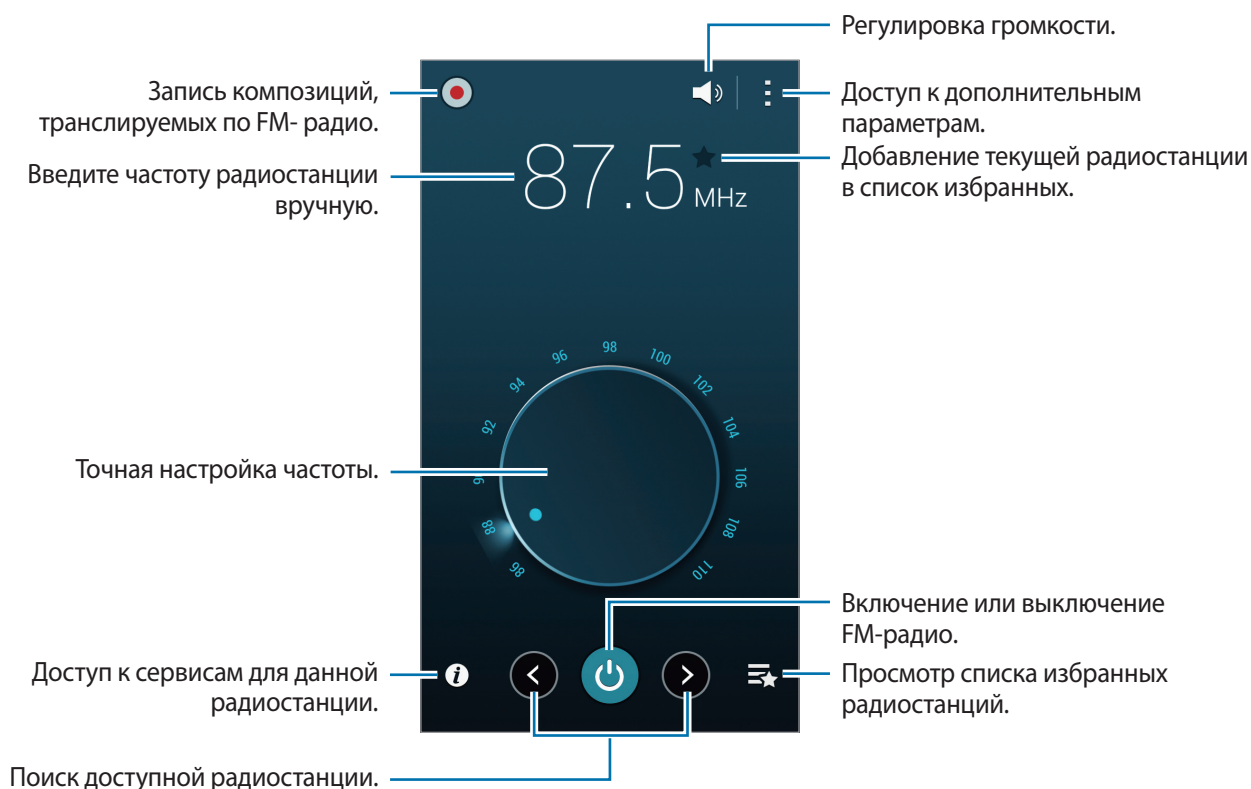 Регулировка громкости.
Запись композиций,
транслируемых по FM- радио.
Доступ к дополнительным
параметрам.
Введите частоту радиостанции
вручную.
87.5
MHz
Добавление текущей радиостанции
в список избранных.
86
88
92
94
96
98
100
102
104
106
108
110
Точная настройка частоты.
Включение или выключение
FM-радио.
Доступ к сервисам для данной
радиостанции.
Просмотр списка избранных
радиостанций.
Поиск доступной радиостанции.